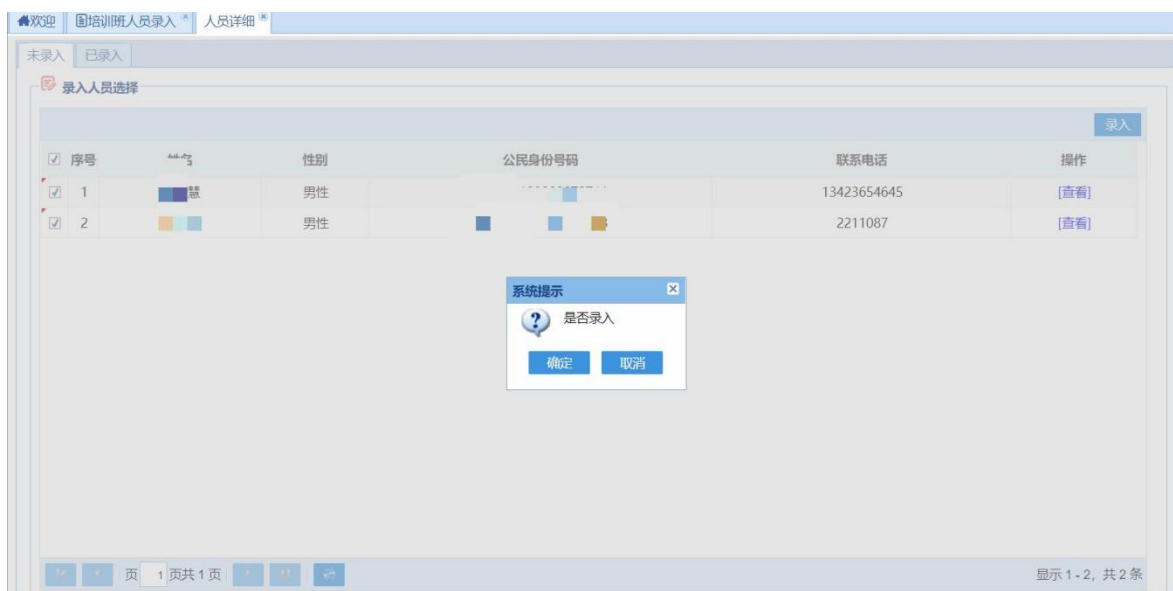 欢迎 培训班人员录入 人员详细
未录入 已录入
录入人员选择
录入
序号 性别 公民身份号码 联系电话 操作
1 慧 男性 13423654645 [查看]
2 男性 2211087 [查看]
系统提示
是否录入
确定 取消
页 1 页共1页 显示1-2,共2条